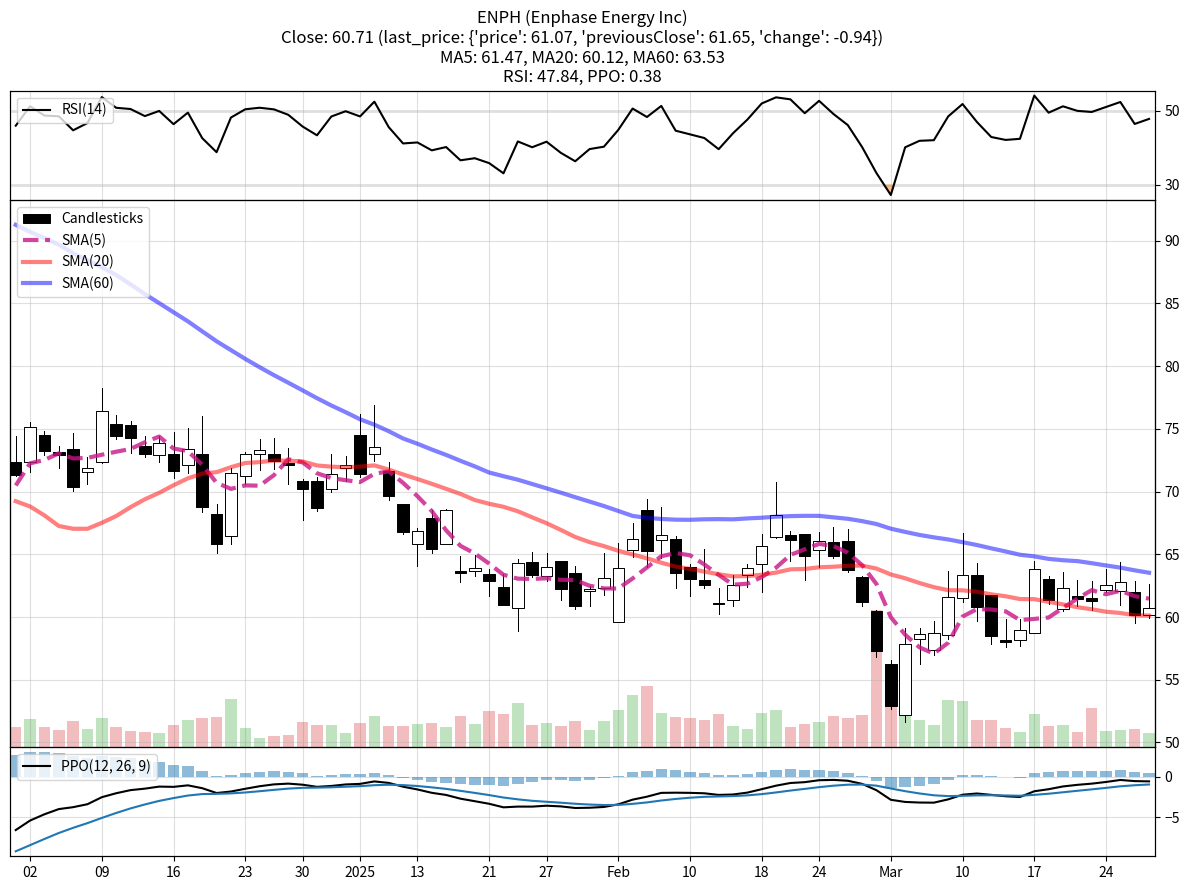 ENPH (Enphase Energy Inc)
Close: 60.71 (last_price: {'price': 61.07, 'previousClose': 61.65, 'change': -0.94})
MA5: 61.47, MA20: 60.12, MA60: 63.53
RSI: 47.84, PPO: 0.38
RSI(14)
50
30
Candlesticks
SMA(5)
SMA(20)
SMA(60)
90
85
80
75
70
65
60
55
50
PPO(12, 26, 9)
0
−5
02 09 16 23 30 2025 13 21 27 Feb 10 18 24 Mar 10 17 24